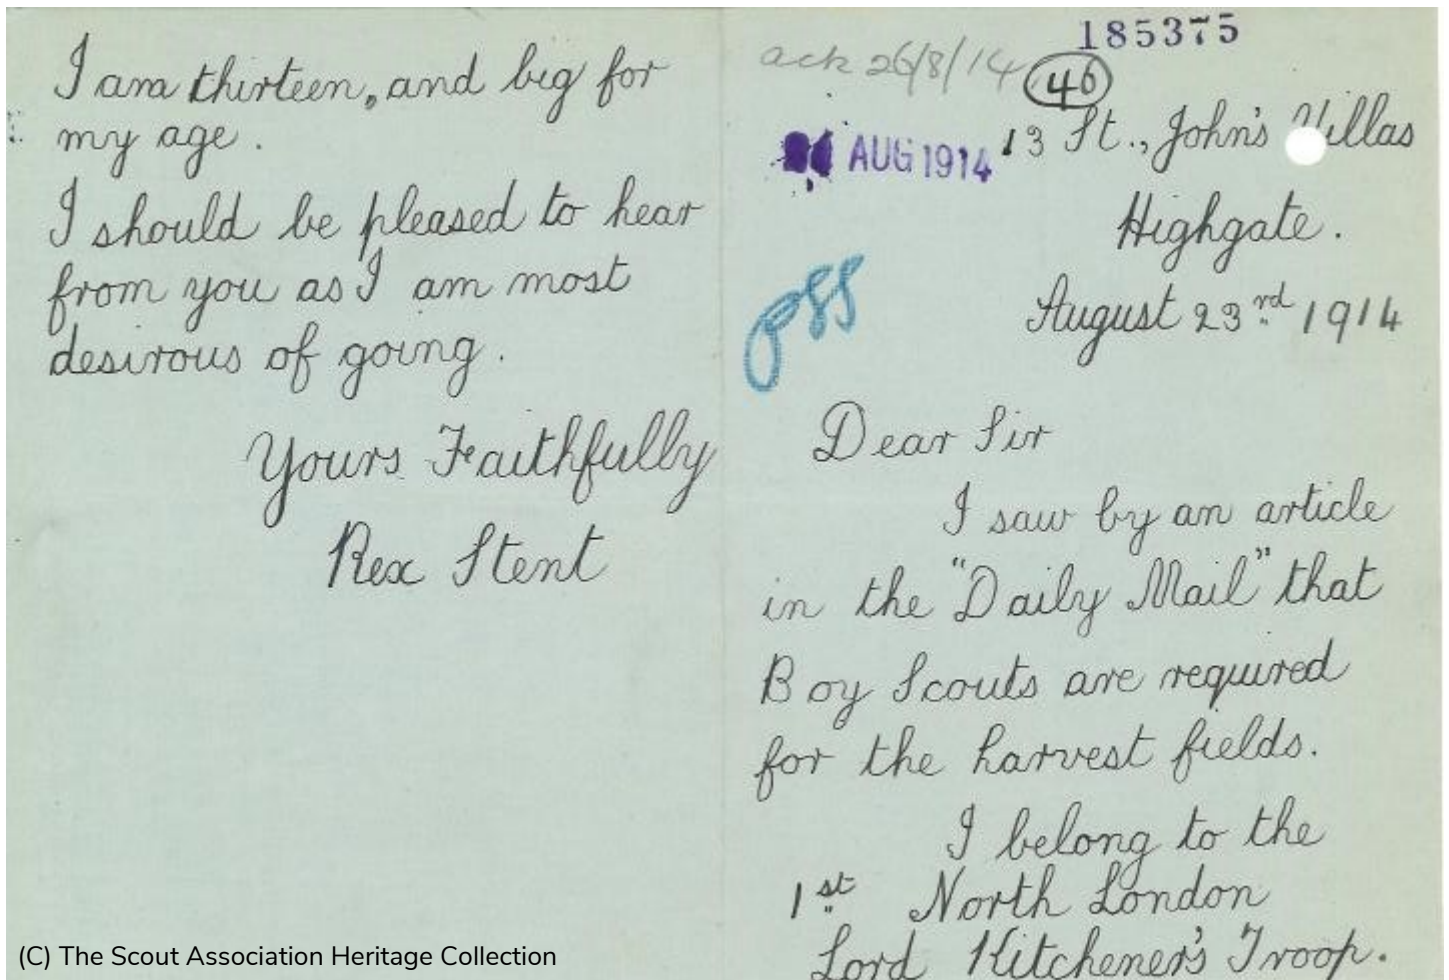 185375
ack 26/8/14
46
AUG 1914
13 St., John's Villas
Highgate.
August 23rd 1914
Dear Sir
I saw by an article
in the "Daily Mail" that
Boy Scouts are required
for the harvest fields.
I belong to the
1st North London
Lord Kitchener's Troop.
I am thirteen, and big for
my age.
I should be pleased to hear
from you as I am most
desirous of going.
Yours Faithfully
Rex Stent
(C) The Scout Association Heritage Collection